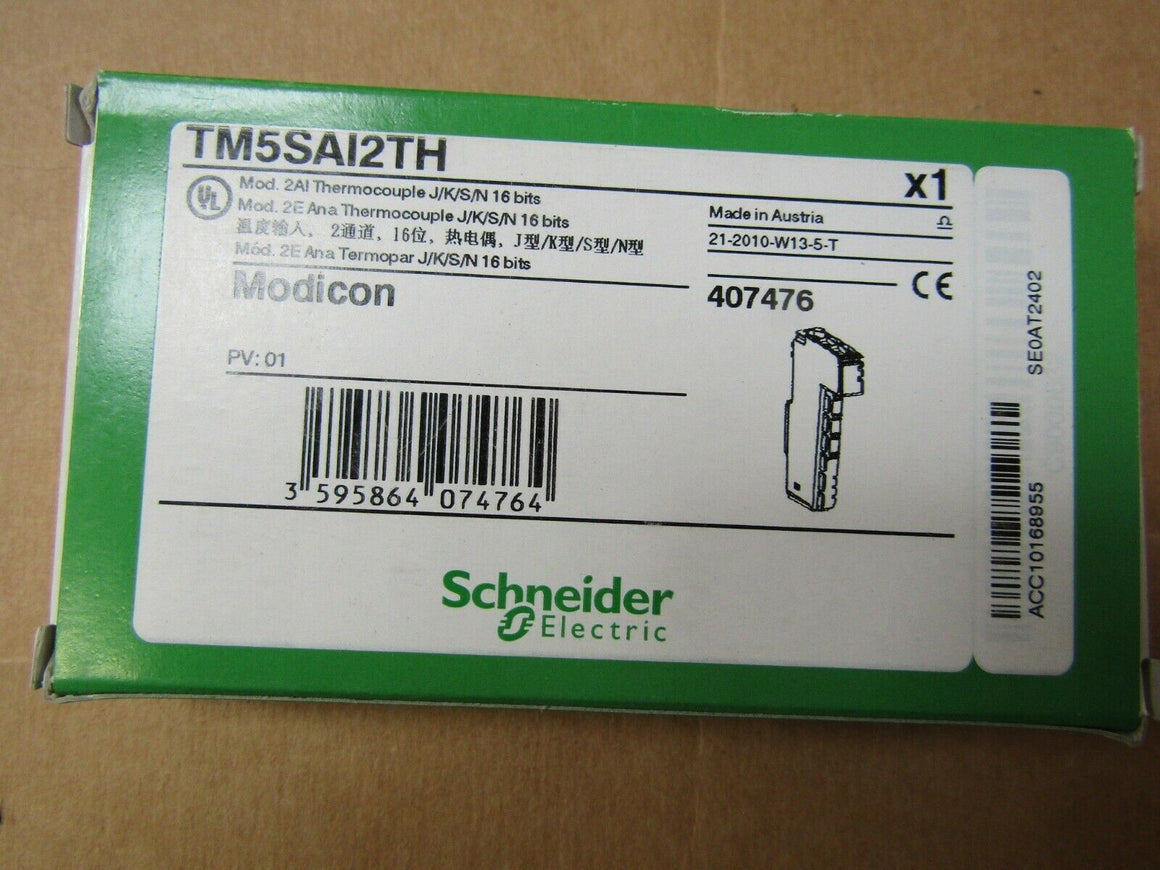 TM5SAI2TH
x1
UL
Mod. 2AI Thermocouple J/K/S/N 16 bits
Mod. 2E Ana Thermocouple J/K/S/N 16 bits
温度输入, 2通道, 16位, 热电偶, J型/K型/S型/N型
Mód. 2E Ana Termopar J/K/S/N 16 bits
Made in Austria
21-2010-W13-5-T
Modicon
407476
CE
PV: 01
3 595864 074764
Schneider
Electric
SE0AT2402
ACC10168955